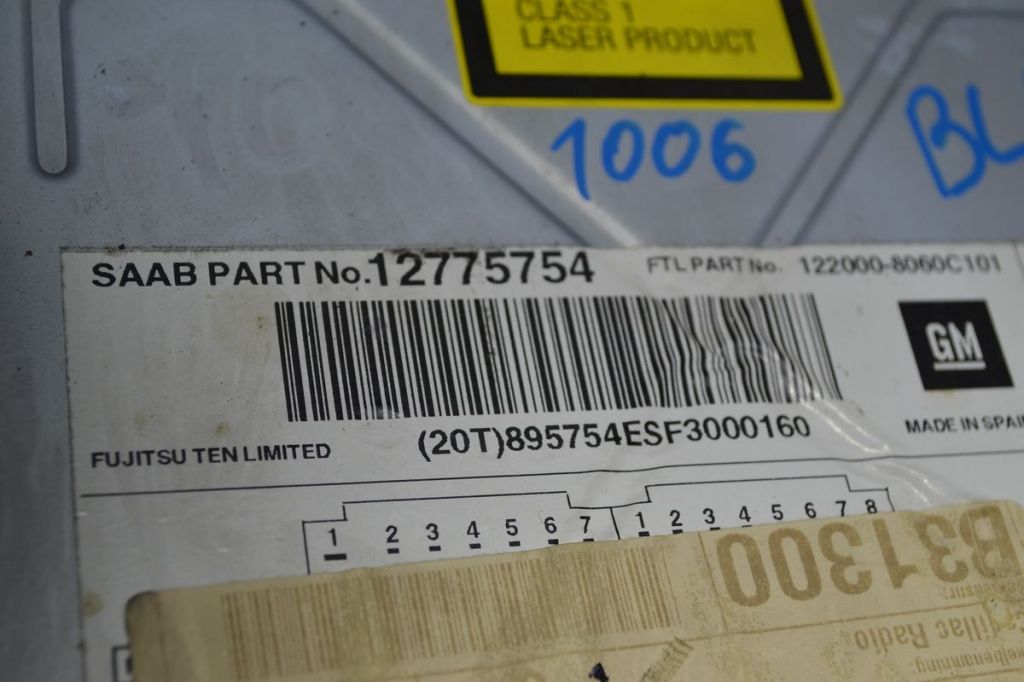 CLASS 1
LASER PRODUCT
1006
BL
SAAB PART No. 12775754 FTL PART No. 122000-8060C101
GM
(20T)895754ESF3000160
MADE IN SPAIN
FUJITSU TEN LIMITED
1 2 3 4 5 6 7 1 2 3 4 5 6 7 8
B31300
Radio